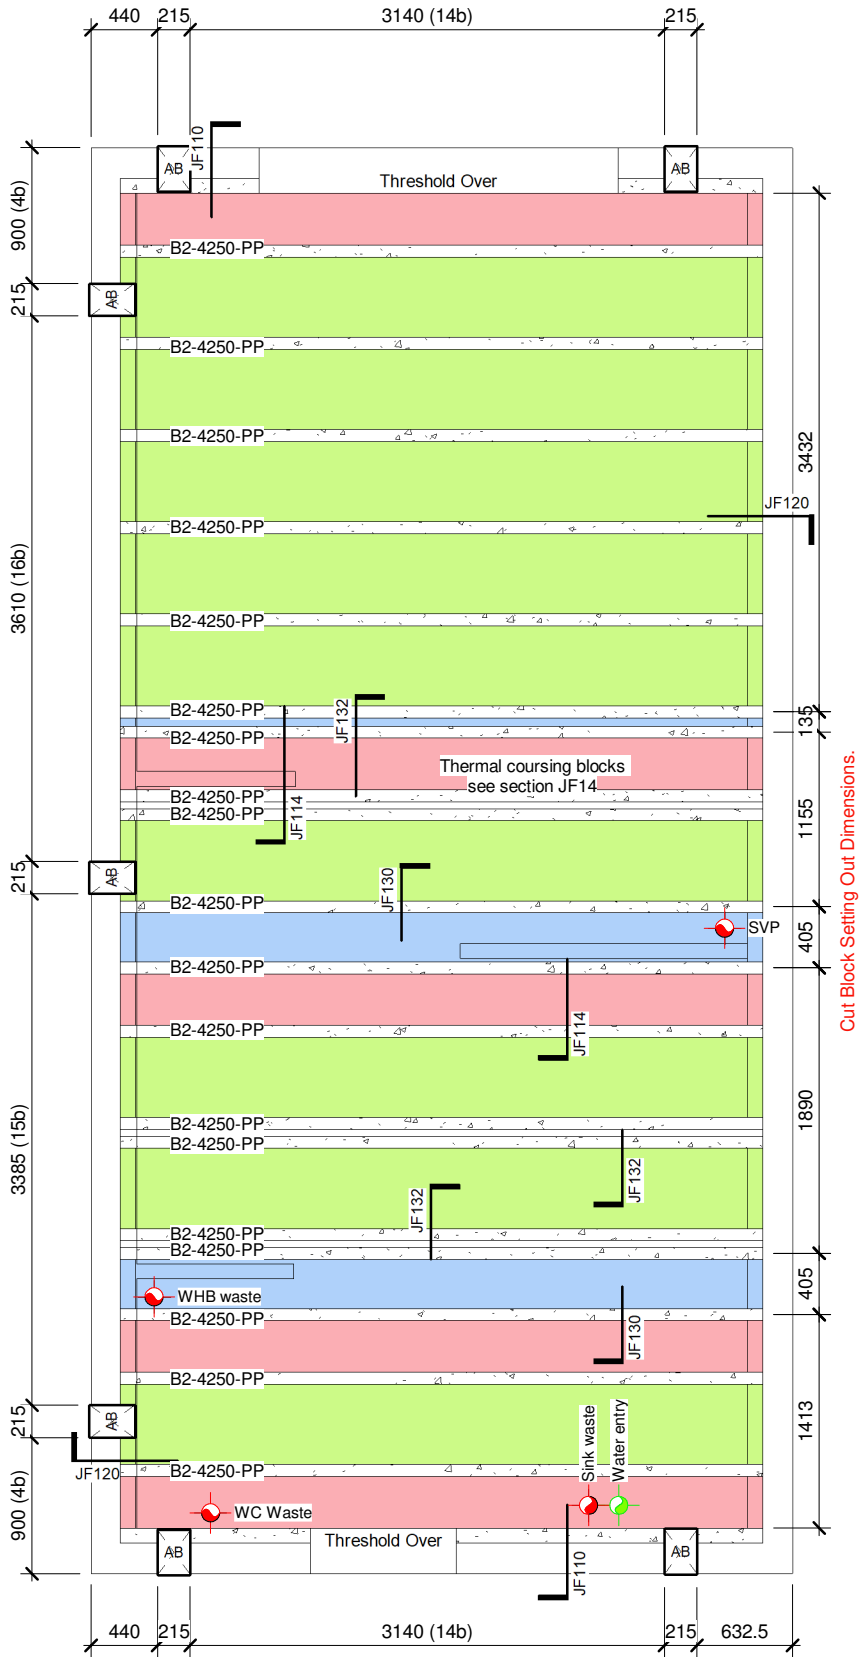 440 215 3140 (14b) 215
JF110
AB AB
Threshold Over
900 (4b)
B2-4250-PP
215
AB
B2-4250-PP
B2-4250-PP
3432
JF120
B2-4250-PP
3610 (16b)
B2-4250-PP
B2-4250-PP
JF132
135
B2-4250-PP
Thermal coursing blocks
see section JF14
B2-4250-PP
B2-4250-PP
JF114
1155
Cut Block Setting Out Dimensions.
215
AB
JF130
B2-4250-PP
SVP
405
B2-4250-PP
B2-4250-PP
JF114
B2-4250-PP
1890
3385 (15b)
B2-4250-PP
JF132
JF132
B2-4250-PP
B2-4250-PP
WHB waste
405
B2-4250-PP
JF130
B2-4250-PP
215
AB
Sink waste
Water entry
1413
JF120
B2-4250-PP
WC Waste
900 (4b)
Threshold Over
AB AB
JF110
440 215 3140 (14b) 215 632.5